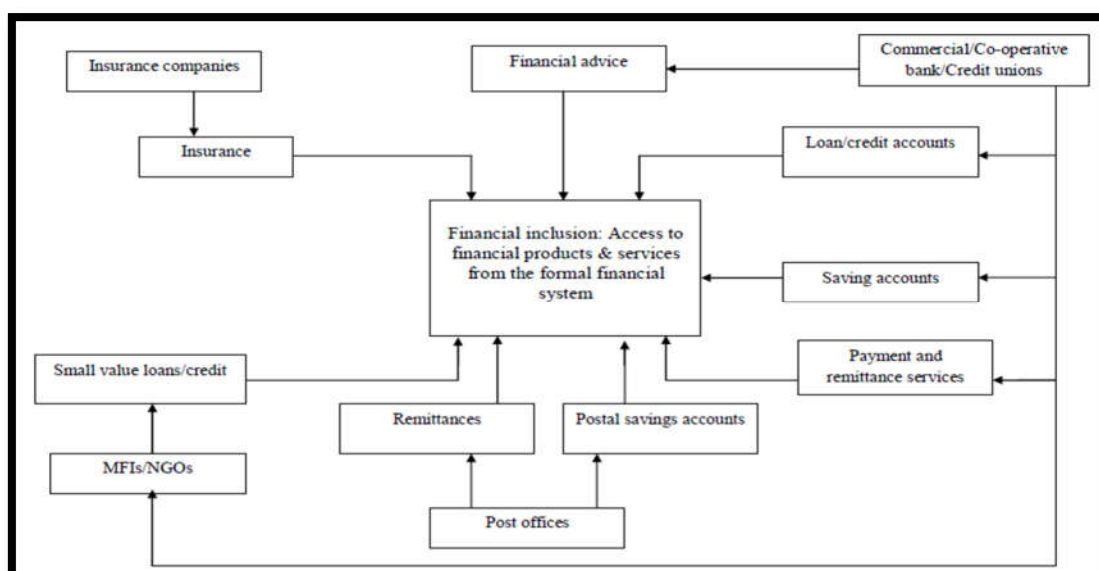 Insurance companies
Financial advice
Commercial/Co-operative
bank/Credit unions
Insurance
Loan/credit accounts
Financial inclusion: Access to
financial products & services
from the formal financial
system
Saving accounts
Small value loans/credit
Payment and
remittance services
Remittances
Postal savings accounts
MFIs/NGOs
Post offices